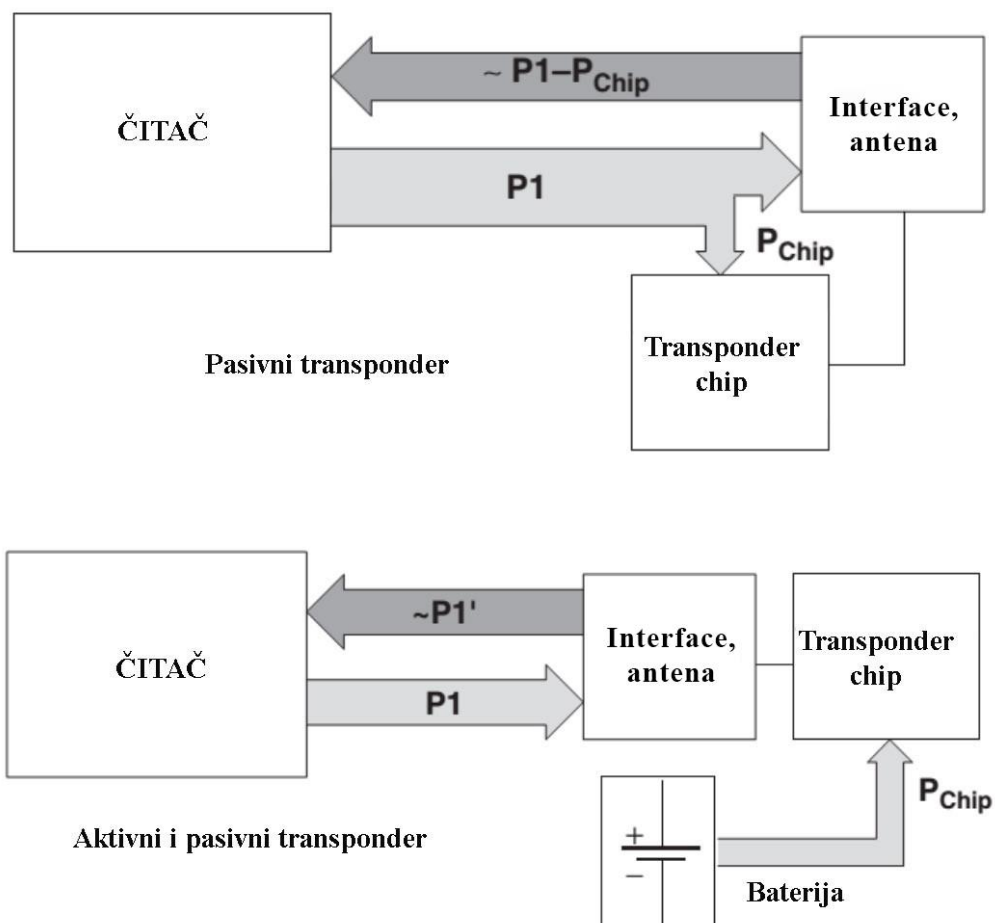 ČITAČ
~ P1–PChip
Interface,
antena
P1
PChip
Transponder
chip
Pasivni transponder
ČITAČ
~P1'
P1
Interface,
antena
Transponder
chip
PChip
+
−
Baterija
Aktivni i pasivni transponder